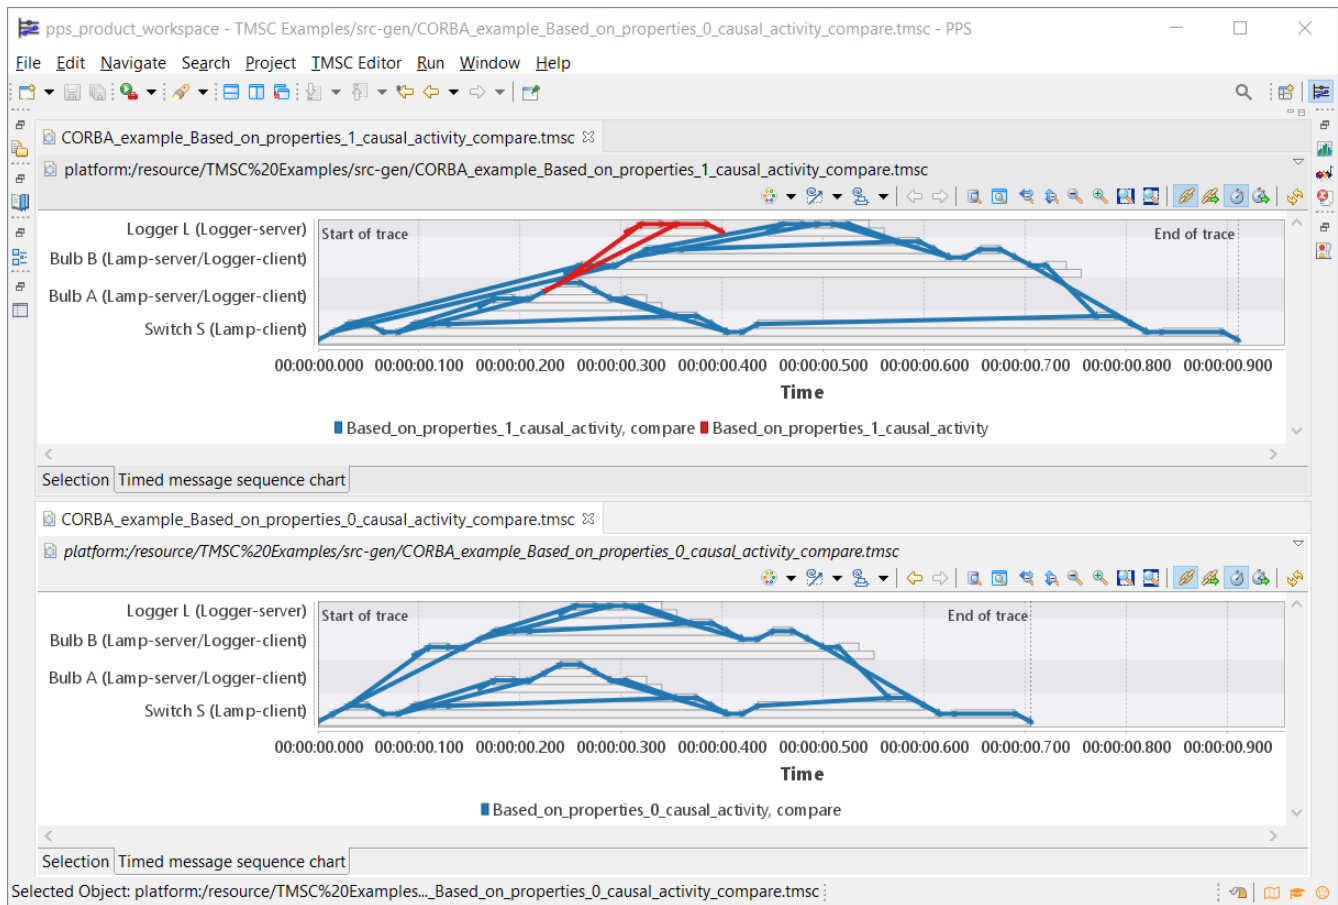 pps_product_workspace - TMSC Examples/src-gen/CORBA_example_Based_on_properties_0_causal_activity_compare.tmsc - PPS
File Edit Navigate Search Project TMSC Editor Run Window Help
CORBA_example_Based_on_properties_1_causal_activity_compare.tmsc
platform:/resource/TMSC%20Examples/src-gen/CORBA_example_Based_on_properties_1_causal_activity_compare.tmsc
Logger L (Logger-server)
Bulb B (Lamp-server/Logger-client)
Bulb A (Lamp-server/Logger-client)
Switch S (Lamp-client)
Start of trace
End of trace
00:00:00.000 00:00:00.100 00:00:00.200 00:00:00.300 00:00:00.400 00:00:00.500 00:00:00.600 00:00:00.700 00:00:00.800 00:00:00.900
Time
Based_on_properties_1_causal_activity, compare Based_on_properties_1_causal_activity
Selection Timed message sequence chart
CORBA_example_Based_on_properties_0_causal_activity_compare.tmsc
platform:/resource/TMSC%20Examples/src-gen/CORBA_example_Based_on_properties_0_causal_activity_compare.tmsc
Logger L (Logger-server)
Bulb B (Lamp-server/Logger-client)
Bulb A (Lamp-server/Logger-client)
Switch S (Lamp-client)
Start of trace
End of trace
00:00:00.000 00:00:00.100 00:00:00.200 00:00:00.300 00:00:00.400 00:00:00.500 00:00:00.600 00:00:00.700 00:00:00.800 00:00:00.900
Time
Based_on_properties_0_causal_activity, compare
Selection Timed message sequence chart
Selected Object: platform:/resource/TMSC%20Examples..._Based_on_properties_0_causal_activity_compare.tmsc